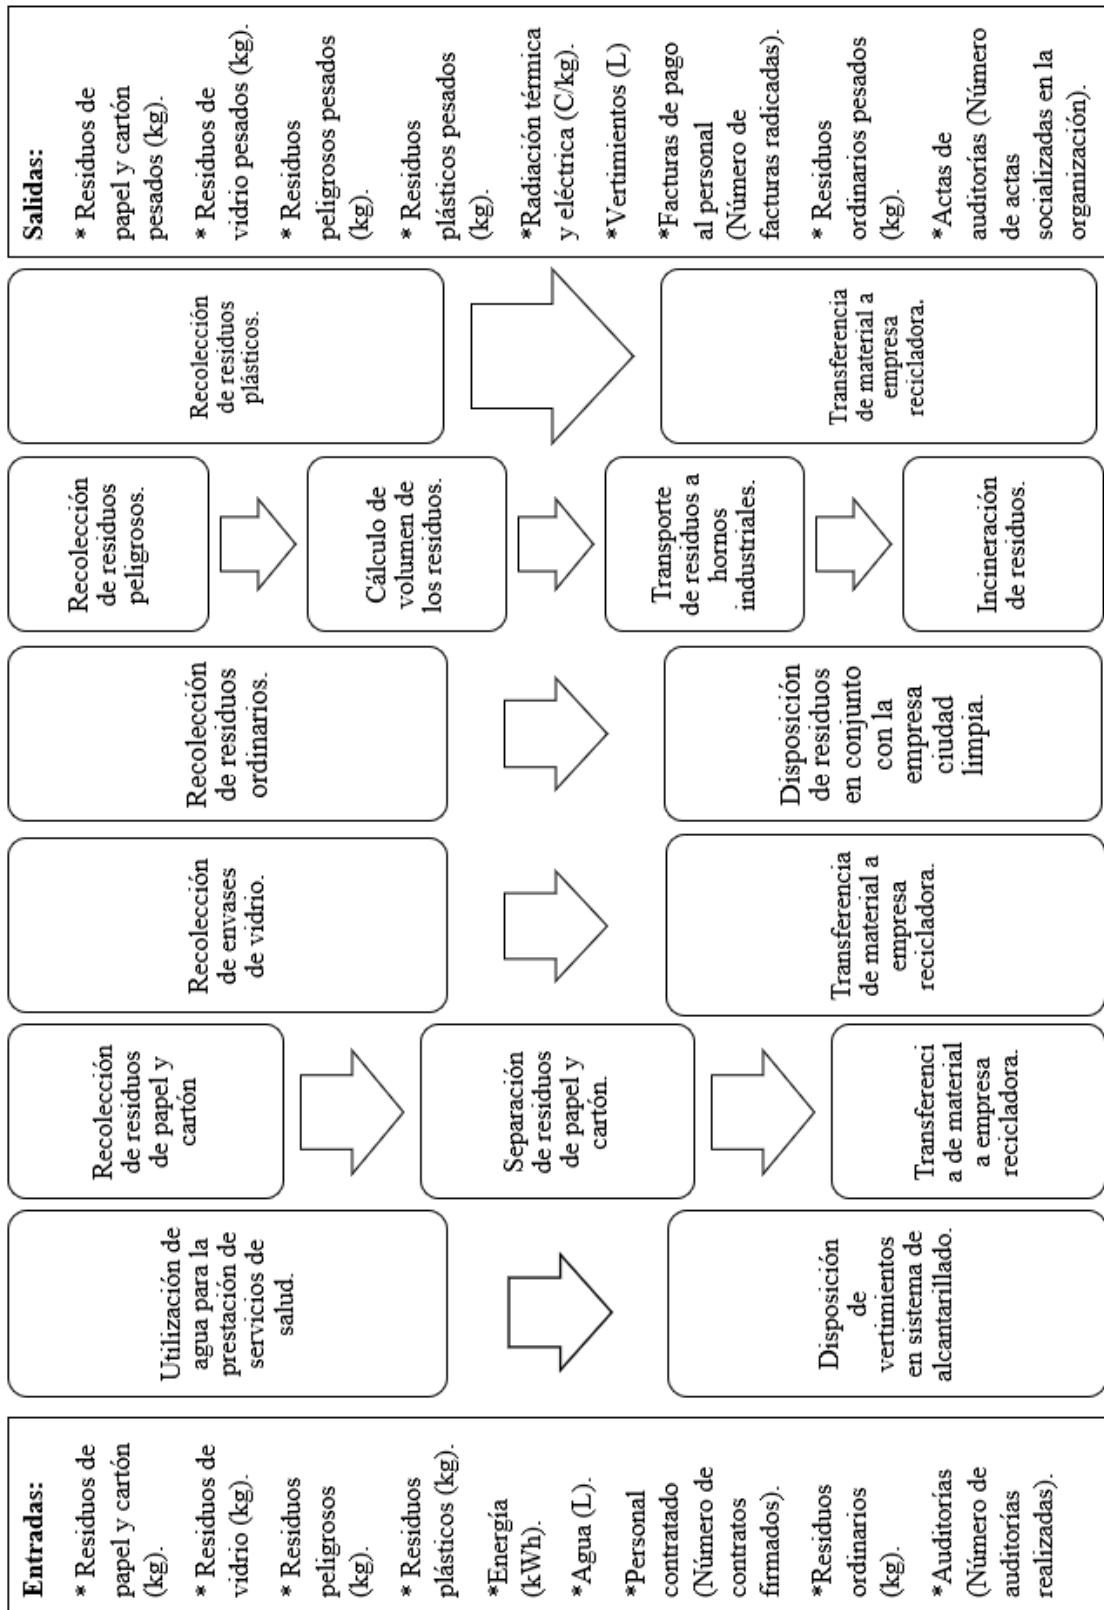 Entradas:
* Residuos de
papel y cartón
(kg).
* Residuos de
vidrio (kg).
* Residuos
peligrosos
(kg).
* Residuos
plásticos (kg).
*Energía
(kWh).
*Agua (L).
*Personal
contratado
(Número de
contratos
firmados).
*Residuos
ordinarios
(kg).
*Auditorías
(Número de
auditorías
realizadas).
Utilización de
agua para la
prestación de
servicios de
salud.
Disposición
de
vertimientos
en sistema de
alcantarillado.
Recolección
de residuos
de papel y
cartón
Separación
de residuos
de papel y
cartón.
Transferenci
a de material
a empresa
recicladora.
Recolección
de envases
de vidrio.
Transferencia
de material a
empresa
recicladora.
Recolección
de residuos
ordinarios.
Disposición
de residuos
en conjunto
con la
empresa
ciudad
limpia.
Recolección
de residuos
peligrosos.
Cálculo de
volumen de
los residuos.
Transporte
de residuos a
hornos
industriales.
Incineración
de residuos.
Recolección
de residuos
plásticos.
Transferencia
de material a
empresa
recicladora.
Salidas:
* Residuos de
papel y cartón
pesados (kg).
* Residuos de
vidrio pesados (kg).
* Residuos
peligrosos pesados
(kg).
* Residuos
plásticos pesados
(kg).
*Radiación térmica
y eléctrica (C/kg).
*Vertimientos (L)
*Facturas de pago
al personal
(Número de
facturas radicadas).
* Residuos
ordinarios pesados
(kg).
*Actas de
auditorías (Número
de actas
socializadas en la
organización).